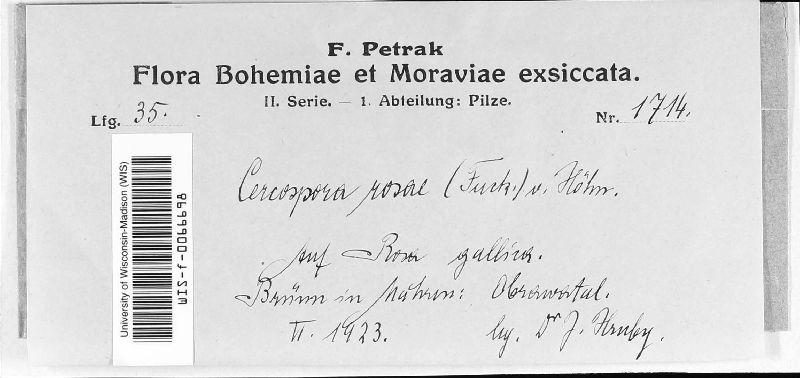 F. Petrak
Flora Bohemiae et Moraviae exsiccata.
II. Serie. — 1. Abteilung: Pilze.
Lfg. 35.
Nr. 1714.
Cercospora rosae (Fuck.) v. Höhn.
Auf Rosa gallica.
Brünn in Mähren: Obrawatal.
VI. 1923.
leg. Dr J. Hruby.
University of Wisconsin-Madison (WIS)
WIS-f-0066698